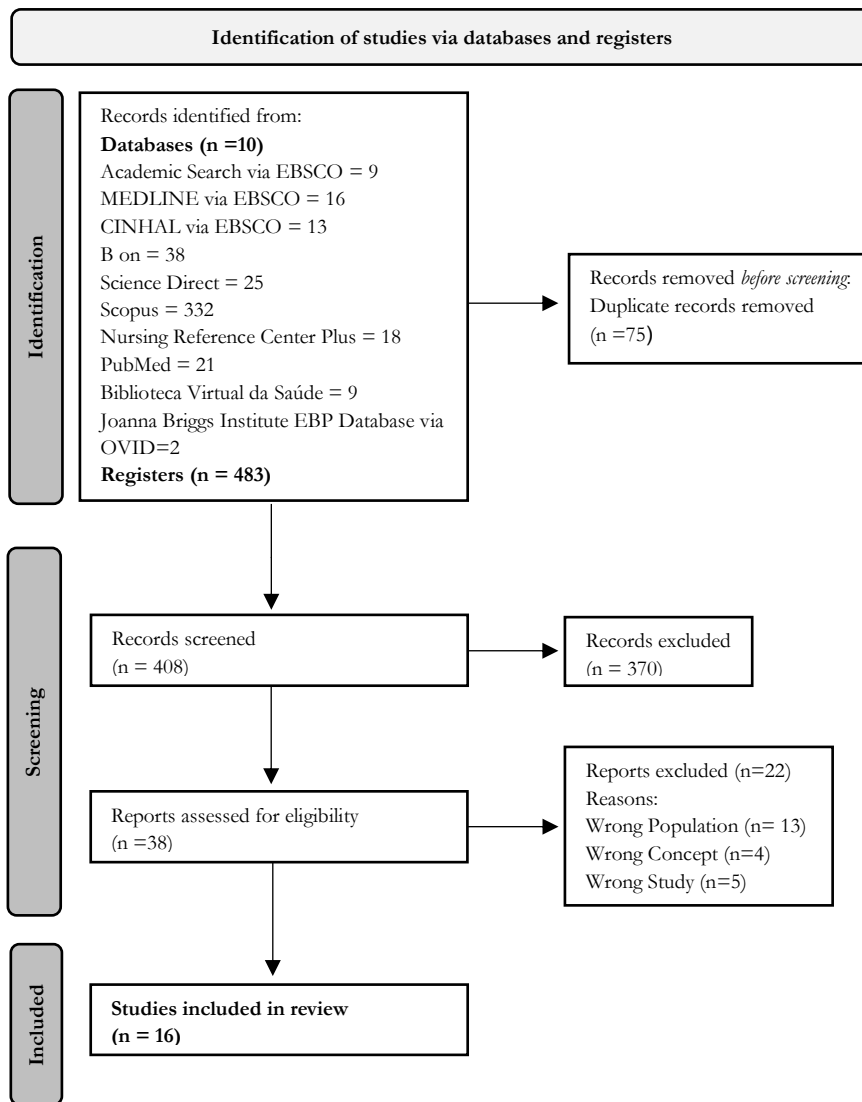 Identification of studies via databases and registers
Identification
Records identified from:
Databases (n =10)
Academic Search via EBSCO = 9
MEDLINE via EBSCO = 16
CINHAL via EBSCO = 13
B on = 38
Science Direct = 25
Scopus = 332
Nursing Reference Center Plus = 18
PubMed = 21
Biblioteca Virtual da Saúde = 9
Joanna Briggs Institute EBP Database via
OVID=2
Registers (n = 483)
Records removed before screening:
Duplicate records removed
(n =75)
Screening
Records screened
(n = 408)
Records excluded
(n = 370)
Reports assessed for eligibility
(n =38)
Reports excluded (n=22)
Reasons:
Wrong Population (n= 13)
Wrong Concept (n=4)
Wrong Study (n=5)
Included
Studies included in review
(n = 16)